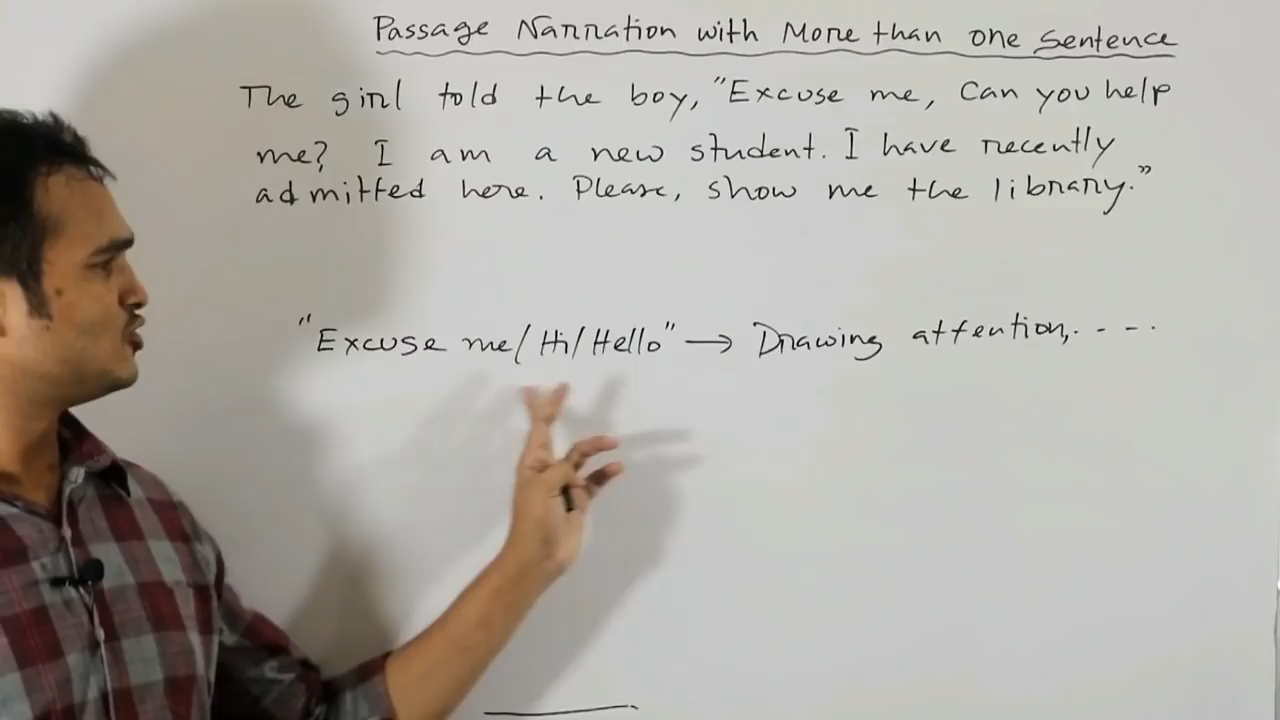 Passage Narration with More than one Sentence
The girl told the boy, "Excuse me, Can you help
me? I am a new student. I have recently
admitted here. Please, show me the library."
"Excuse me/Hi/Hello" → Drawing attention, - - -.